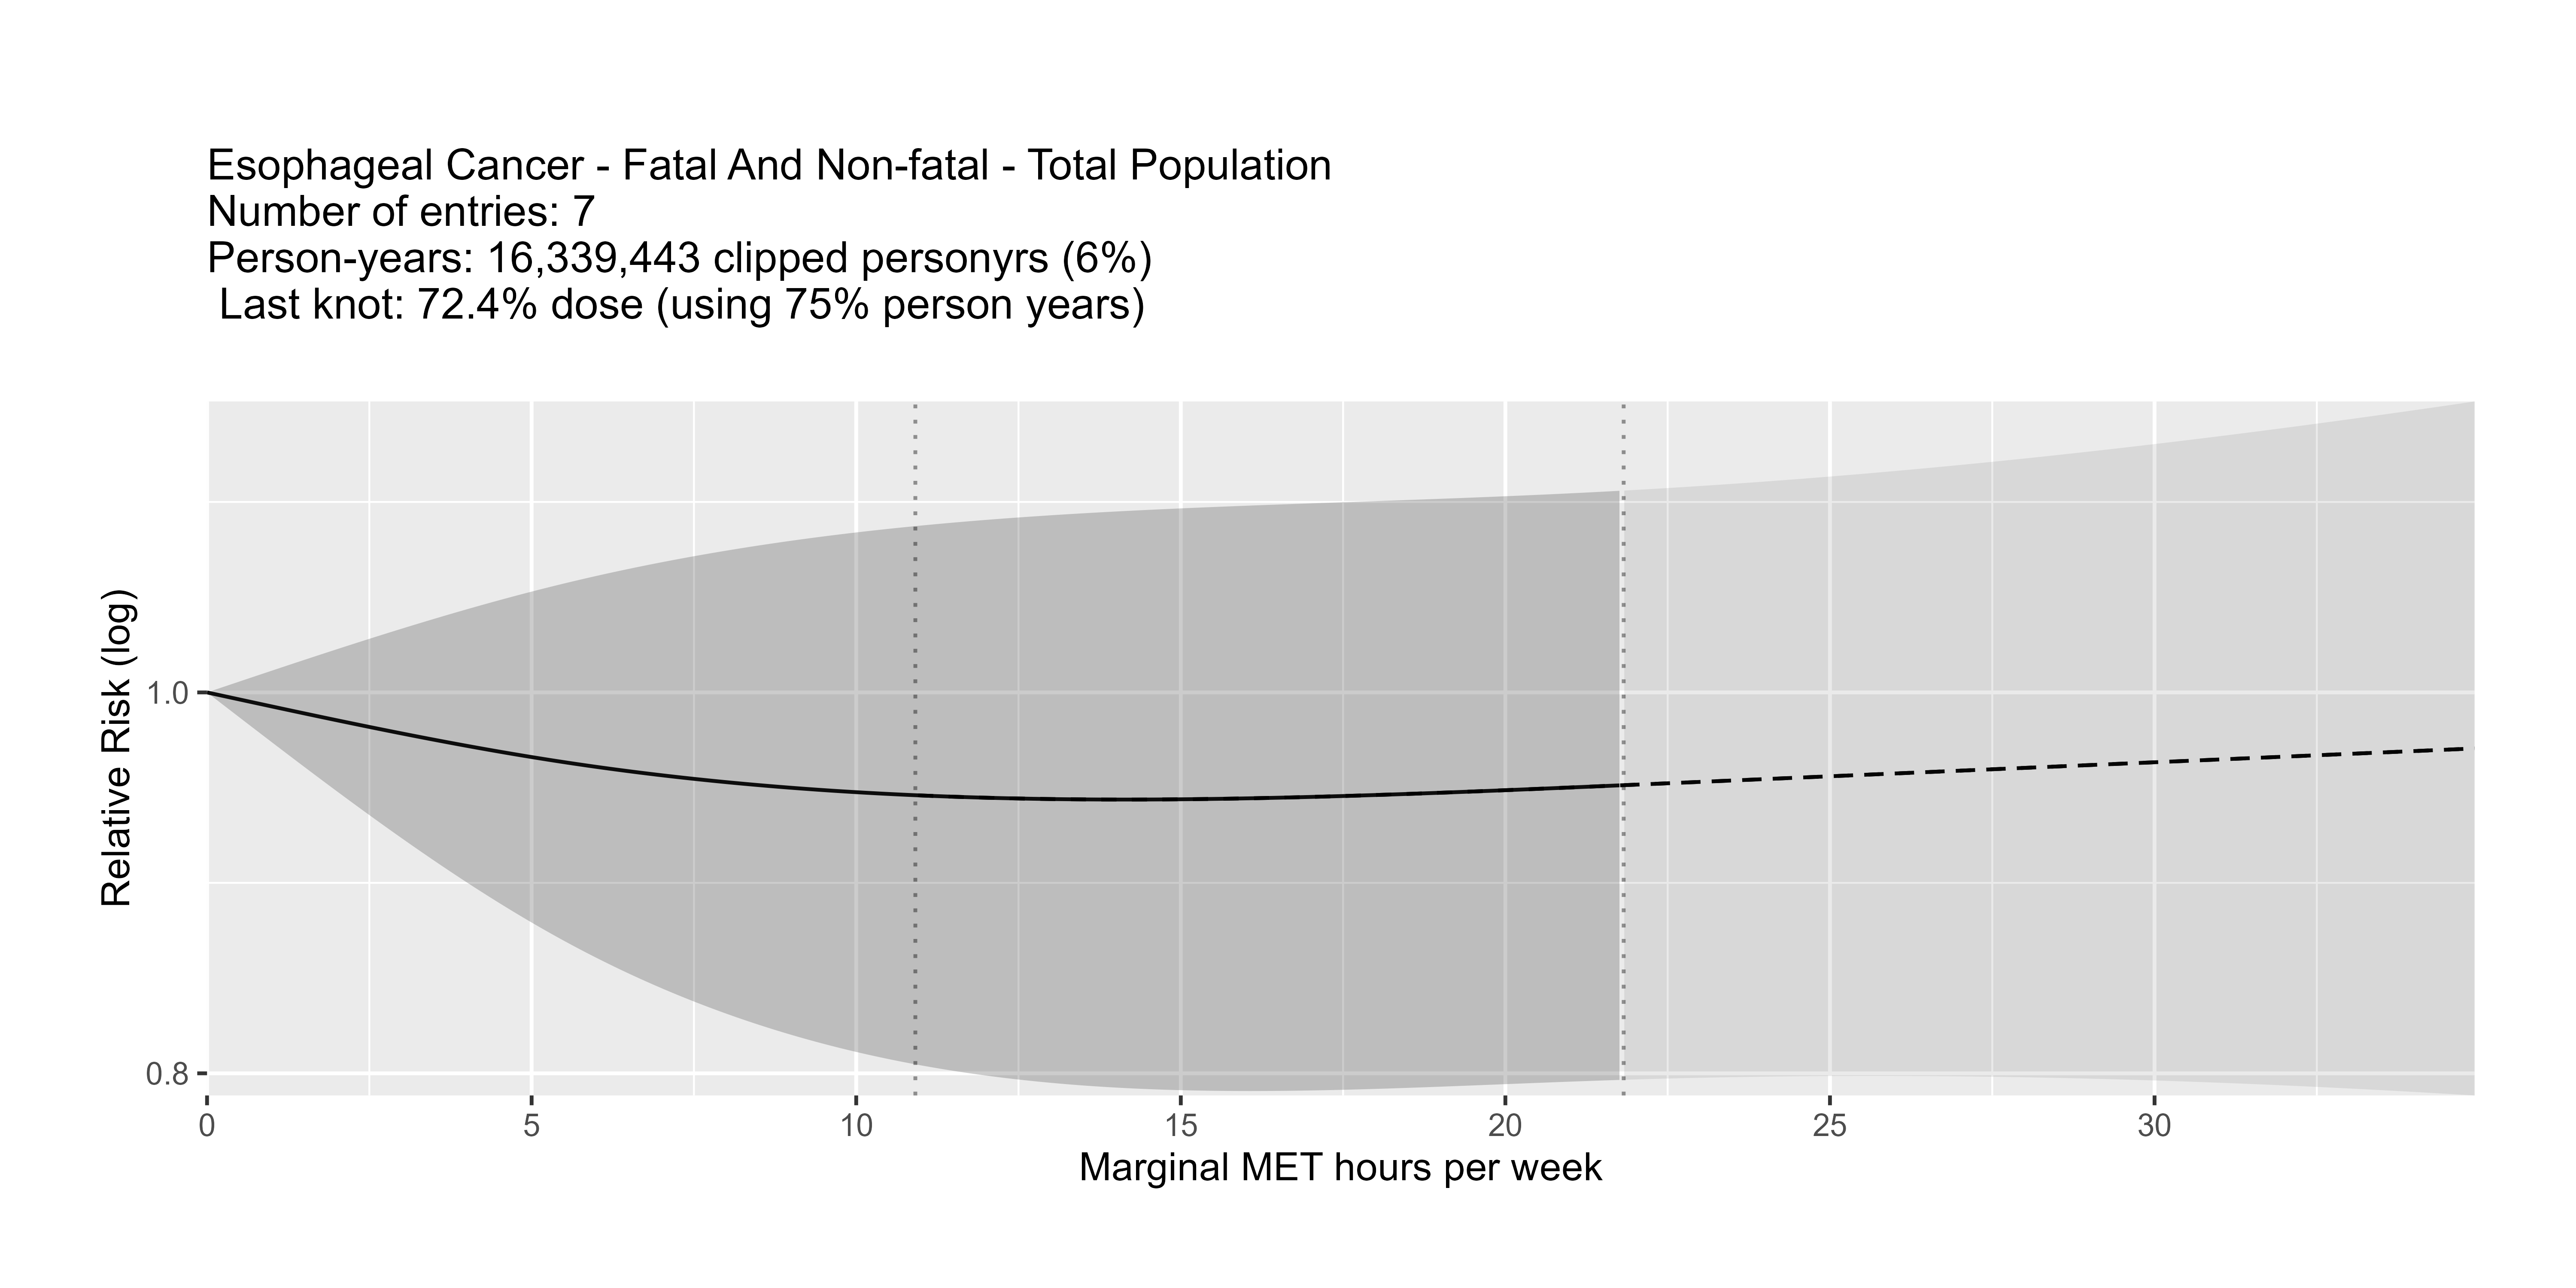 Esophageal Cancer - Fatal And Non-fatal - Total Population
Number of entries: 7
Person-years: 16,339,443 clipped personyrs (6%)
Last knot: 72.4% dose (using 75% person years)
Relative Risk (log)
1.0
0.8
0 5 10 15 20 25 30
Marginal MET hours per week